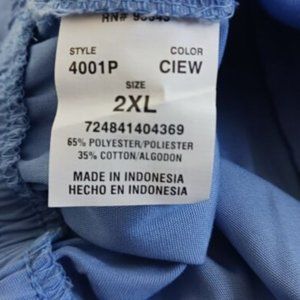 RN#
STYLE COLOR
4001P CIEW
SIZE
2XL
724841404369
65% POLYESTER/POLIESTER
35% COTTON/ALGODON
MADE IN INDONESIA
HECHO EN INDONESIA